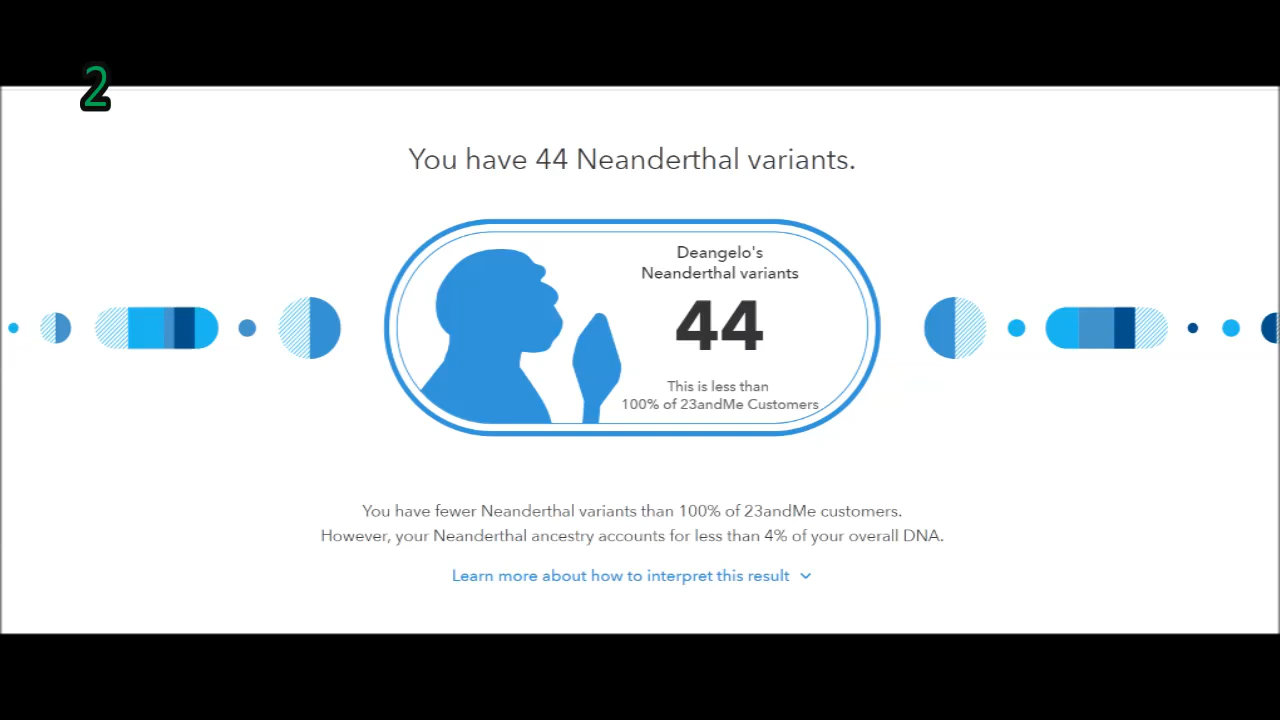 2
You have 44 Neanderthal variants.
Deangelo's
Neanderthal variants
44
This is less than
100% of 23andMe Customers
You have fewer Neanderthal variants than 100% of 23andMe customers.
However, your Neanderthal ancestry accounts for less than 4% of your overall DNA.
Learn more about how to interpret this result